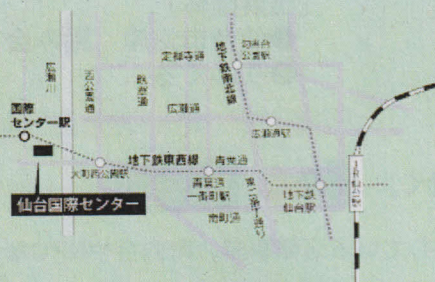 定禅寺通
勾当台
公園駅
地下鉄南北線
広瀬川
西公園通
晩翠通
広瀬通
広瀬通駅
国際
センター駅
地下鉄東西線
青葉通
大町西公園駅
青葉通
一番町駅
東二番丁通り
地下鉄
仙台駅
JR仙台駅
仙台国際センター
南町通